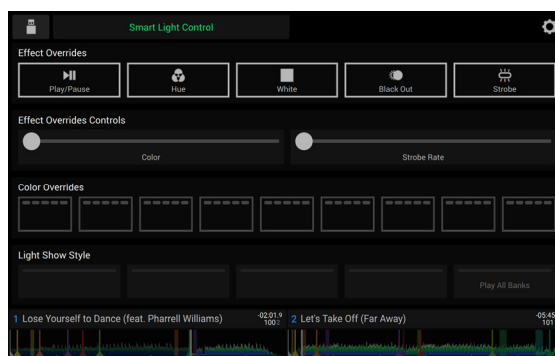 Smart Light Control
Effect Overrides
Play/Pause
Hue
White
Black Out
Strobe
Effect Overrides Controls
Color
Strobe Rate
Color Overrides
Light Show Style
Play All Banks
1 Lose Yourself to Dance (feat. Pharrell Williams)
-02:01.9
100
2 Let's Take Off (Far Away)
-05:45
101